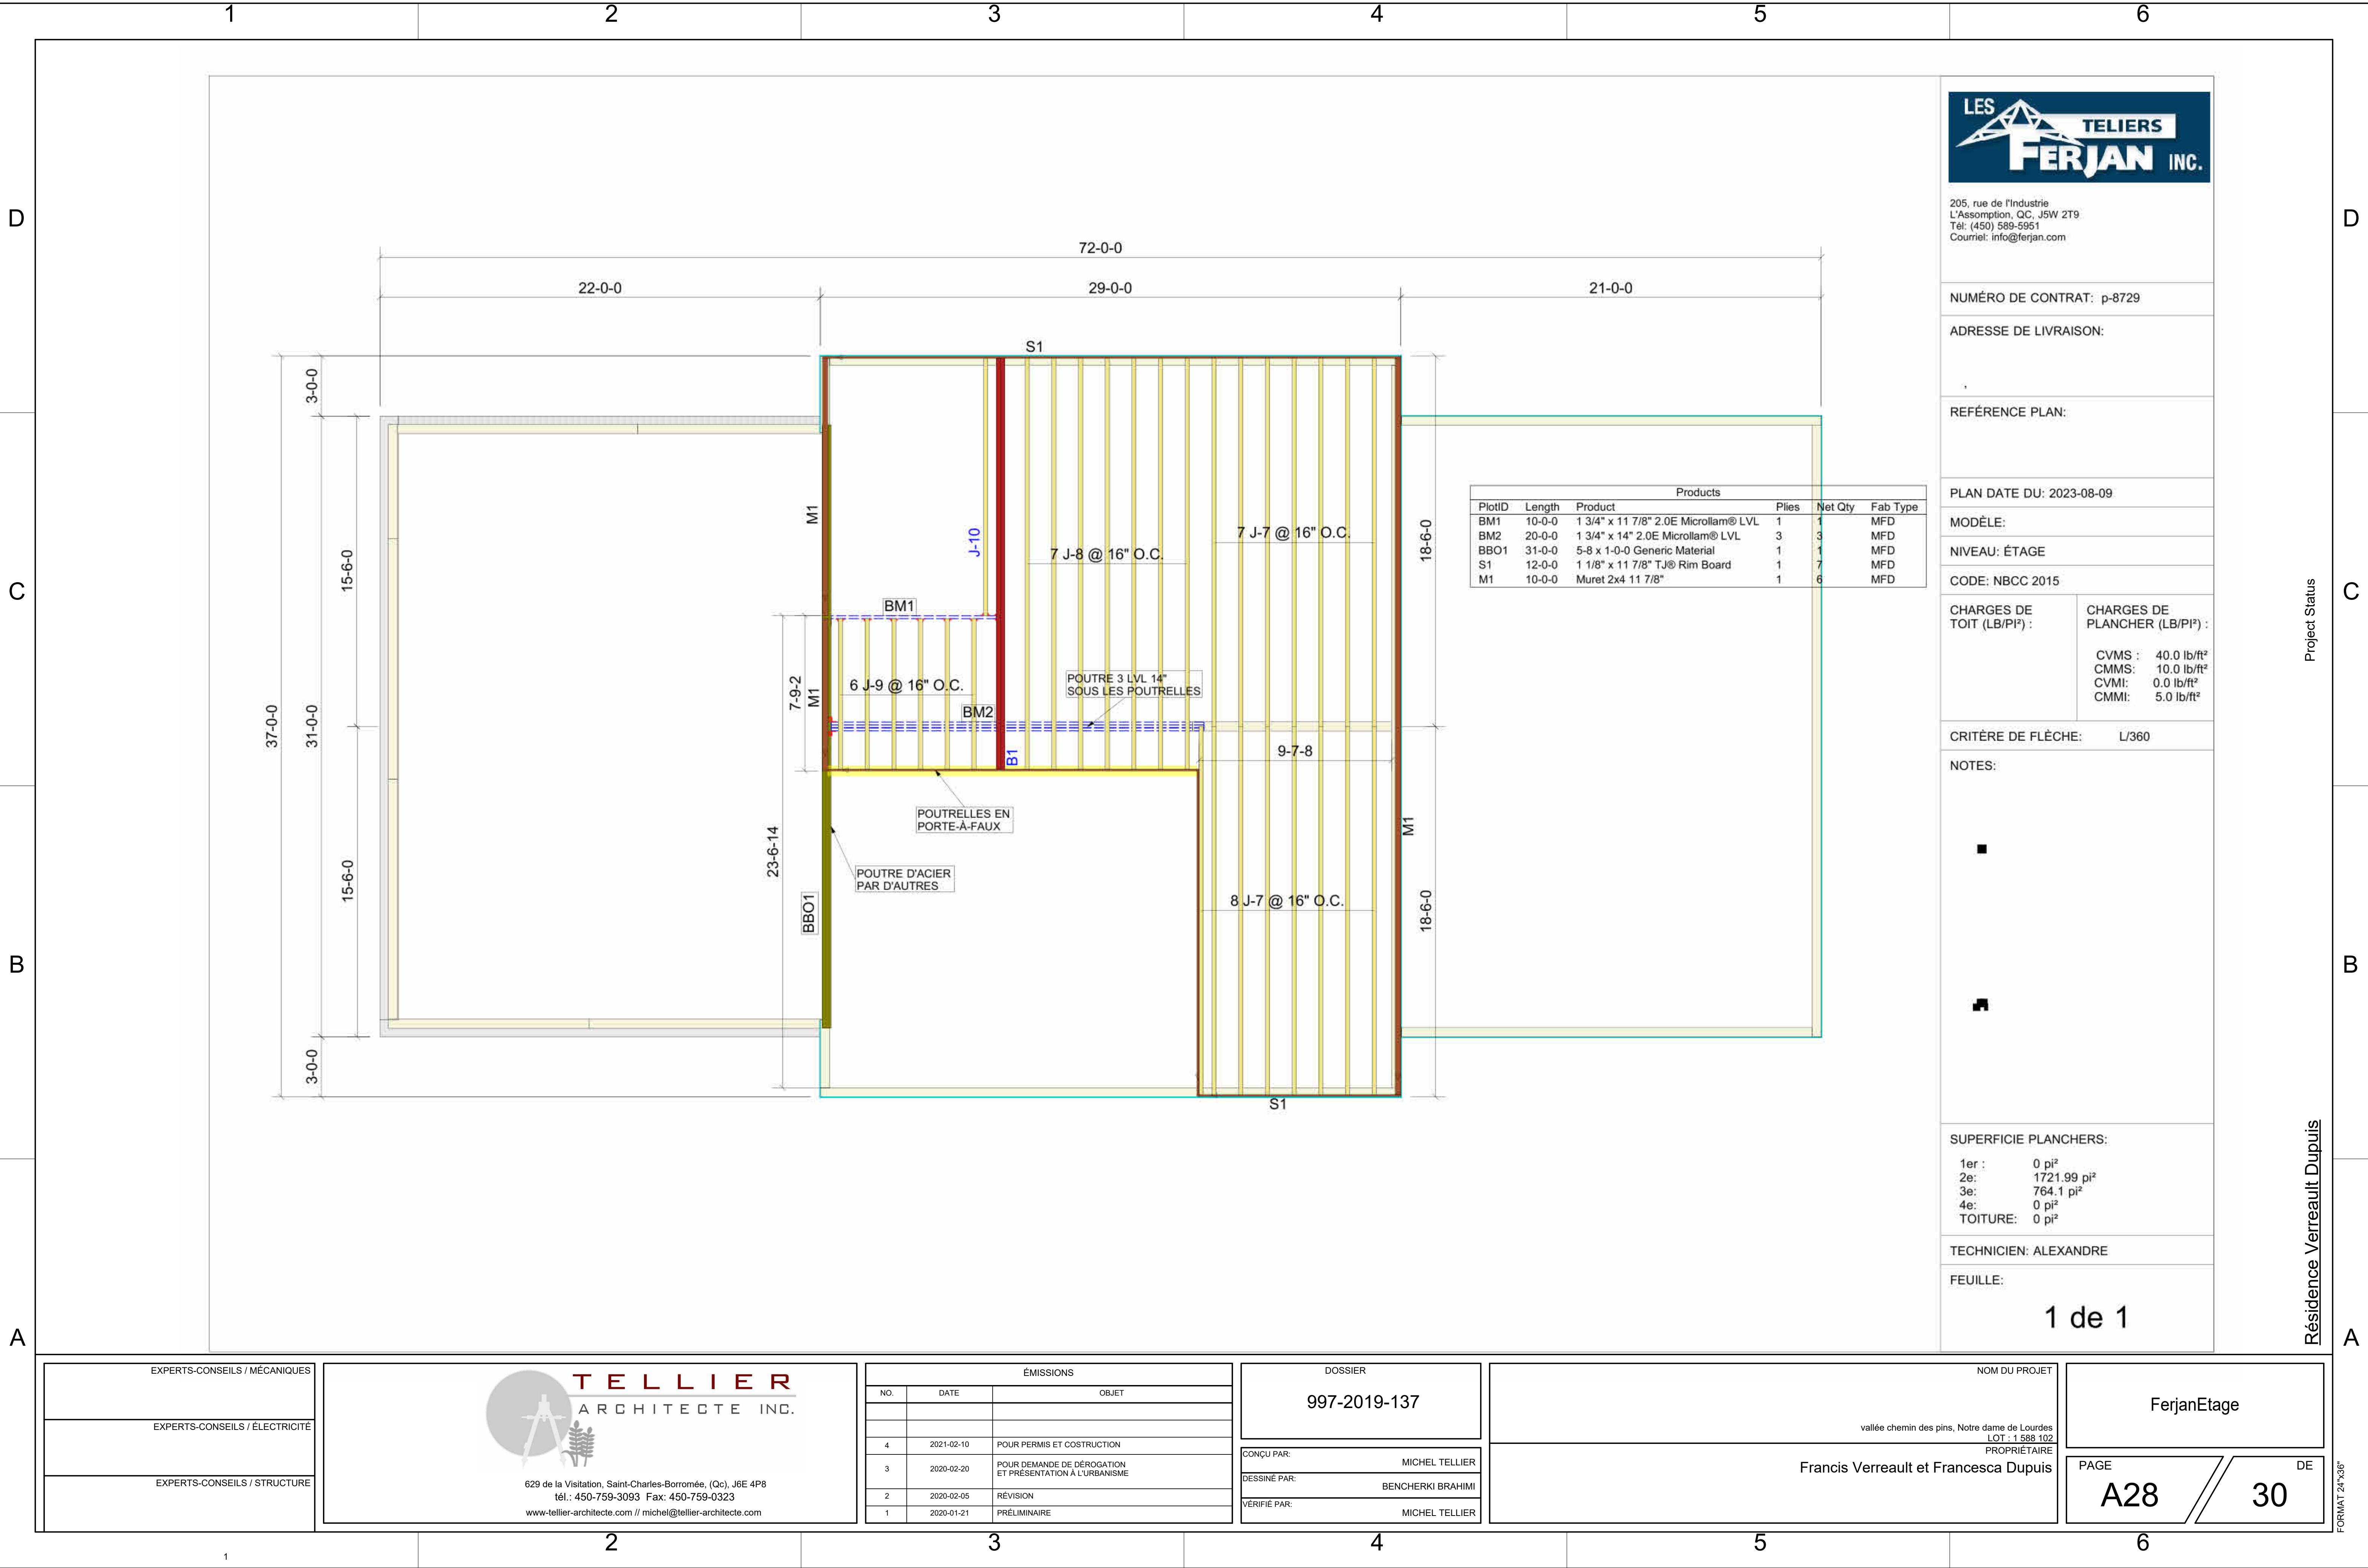 1 2 3 4 5 6
D D
C C
B B
A A
72-0-0
22-0-0
29-0-0
21-0-0
S1
3-0-0
15-6-0
31-0-0
37-0-0
15-6-0
3-0-0
M1
J-10
7 J-8 @ 16" O.C.
7 J-7 @ 16" O.C.
18-6-0
BM1
7-9-2
M1
6 J-9 @ 16" O.C.
POUTRE 3 LVL 14"
SOUS LES POUTRELLES
BM2
B1
9-7-8
POUTRELLES EN
PORTE-À-FAUX
23-6-14
POUTRE D'ACIER
PAR D'AUTRES
BBO1
M1
8 J-7 @ 16" O.C.
18-6-0
S1
Products
PlotID Length Product Plies Net Qty Fab Type
BM1 10-0-0 1 3/4" x 11 7/8" 2.0E Microllam® LVL 1 1 MFD
BM2 20-0-0 1 3/4" x 14" 2.0E Microllam® LVL 3 3 MFD
BBO1 31-0-0 5-8 x 1-0-0 Generic Material 1 1 MFD
S1 12-0-0 1 1/8" x 11 7/8" TJ® Rim Board 1 7 MFD
M1 10-0-0 Muret 2x4 11 7/8" 1 6 MFD
LES
TELIERS
FERJAN INC.
205, rue de l'Industrie
L'Assomption, QC, J5W 2T9
Tél: (450) 589-5951
Courriel: info@ferjan.com
NUMÉRO DE CONTRAT: p-8729
ADRESSE DE LIVRAISON:
,
REFÉRENCE PLAN:
PLAN DATE DU: 2023-08-09
MODÈLE:
NIVEAU: ÉTAGE
CODE: NBCC 2015
CHARGES DE
TOIT (LB/PI²) :
CHARGES DE
PLANCHER (LB/PI²) :
CVMS : 40.0 lb/ft²
CMMS: 10.0 lb/ft²
CVMI: 0.0 lb/ft²
CMMI: 5.0 lb/ft²
CRITÈRE DE FLÈCHE: L/360
NOTES:
SUPERFICIE PLANCHERS:
1er : 0 pi²
2e: 1721.99 pi²
3e: 764.1 pi²
4e: 0 pi²
TOITURE: 0 pi²
TECHNICIEN: ALEXANDRE
FEUILLE:
1 de 1
Project Status
Résidence Verreault Dupuis
EXPERTS-CONSEILS / MÉCANIQUES
EXPERTS-CONSEILS / ÉLECTRICITÉ
EXPERTS-CONSEILS / STRUCTURE
TELLIER
ARCHITECTE INC.
629 de la Visitation, Saint-Charles-Borromée, (Qc), J6E 4P8
tél.: 450-759-3093 Fax: 450-759-0323
www-tellier-architecte.com // michel@tellier-architecte.com
ÉMISSIONS
NO. DATE OBJET
4 2021-02-10 POUR PERMIS ET COSTRUCTION
3 2020-02-20 POUR DEMANDE DE DÉROGATION
ET PRÉSENTATION À L'URBANISME
2 2020-02-05 RÉVISION
1 2020-01-21 PRÉLIMINAIRE
DOSSIER
997-2019-137
CONÇU PAR:
MICHEL TELLIER
DESSINÉ PAR:
BENCHERKI BRAHIMI
VÉRIFIÉ PAR:
MICHEL TELLIER
NOM DU PROJET
vallée chemin des pins, Notre dame de Lourdes
LOT : 1 588 102
PROPRIÉTAIRE
Francis Verreault et Francesca Dupuis
FerjanEtage
PAGE
A28
DE
30
FORMAT 24"x36"
1
2 3 4 5 6